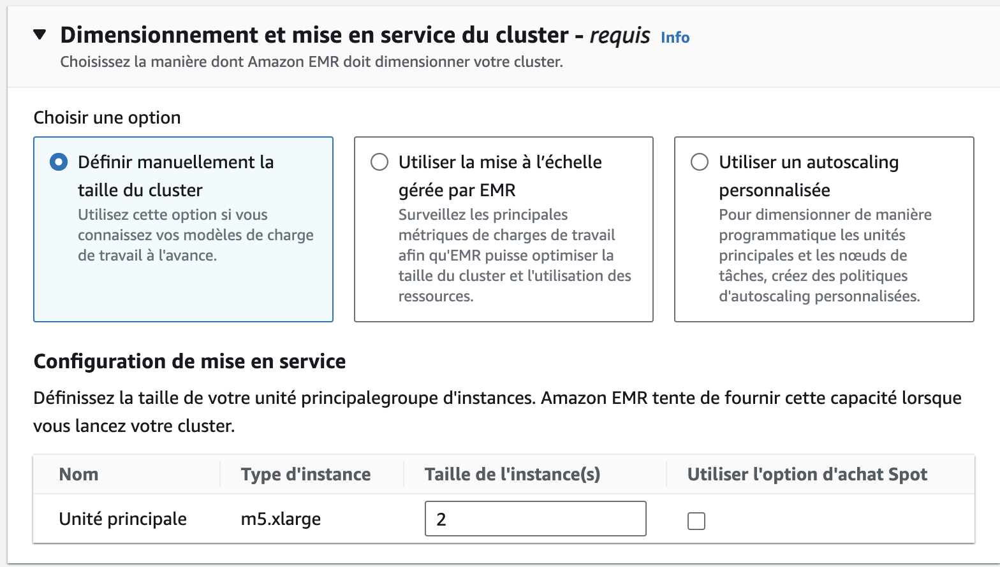 Dimensionnement et mise en service du cluster - requis Info
Choisissez la manière dont Amazon EMR doit dimensionner votre cluster.
Choisir une option
Définir manuellement la
taille du cluster
Utilisez cette option si vous
connaissez vos modèles de charge
de travail à l'avance.
Utiliser la mise à l’échelle
gérée par EMR
Surveillez les principales
métriques de charges de travail
afin qu'EMR puisse optimiser la
taille du cluster et l'utilisation des
ressources.
Utiliser un autoscaling
personnalisée
Pour dimensionner de manière
programmatique les unités
principales et les nœuds de
tâches, créez des politiques
d'autoscaling personnalisées.
Configuration de mise en service
Définissez la taille de votre unité principalegroupe d'instances. Amazon EMR tente de fournir cette capacité lorsque
vous lancez votre cluster.
Nom Type d'instance Taille de l'instance(s) Utiliser l'option d'achat Spot
Unité principale m5.xlarge 2